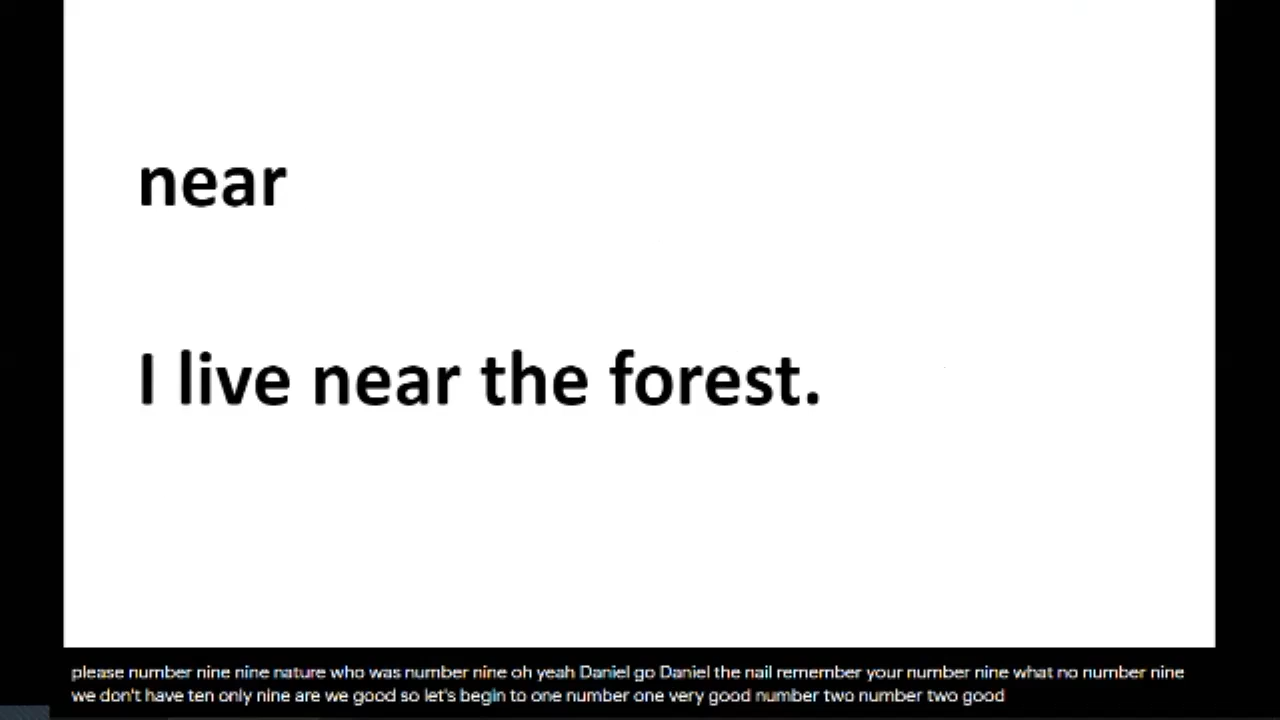 near
I live near the forest.
please number nine nine nature who was number nine oh yeah Daniel go Daniel the nail remember your number nine what no number nine
we don't have ten only nine are we good so let's begin to one number one very good number two number two good